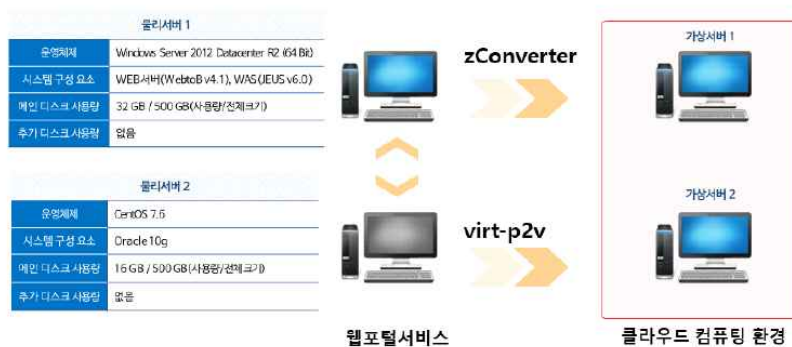 물리서버 1
운영체제 Windows Server 2012 Datacenter R2 (64 Bit)
시스템 구성 요소 WEB서버(WebtoB v4.1), WAS(JEUS v6.0)
메인 디스크 사용량 32 GB / 500 GB(사용량/전체크기)
추가 디스크 사용량 없음
zConverter
가상서버 1
물리서버 2
운영체제 CentOS 7.6
시스템 구성 요소 Oracle 10g
메인 디스크 사용량 16 GB / 500 GB(사용량/전체크기)
추가 디스크 사용량 없음
virt-p2v
가상서버 2
웹포털서비스
클라우드 컴퓨팅 환경